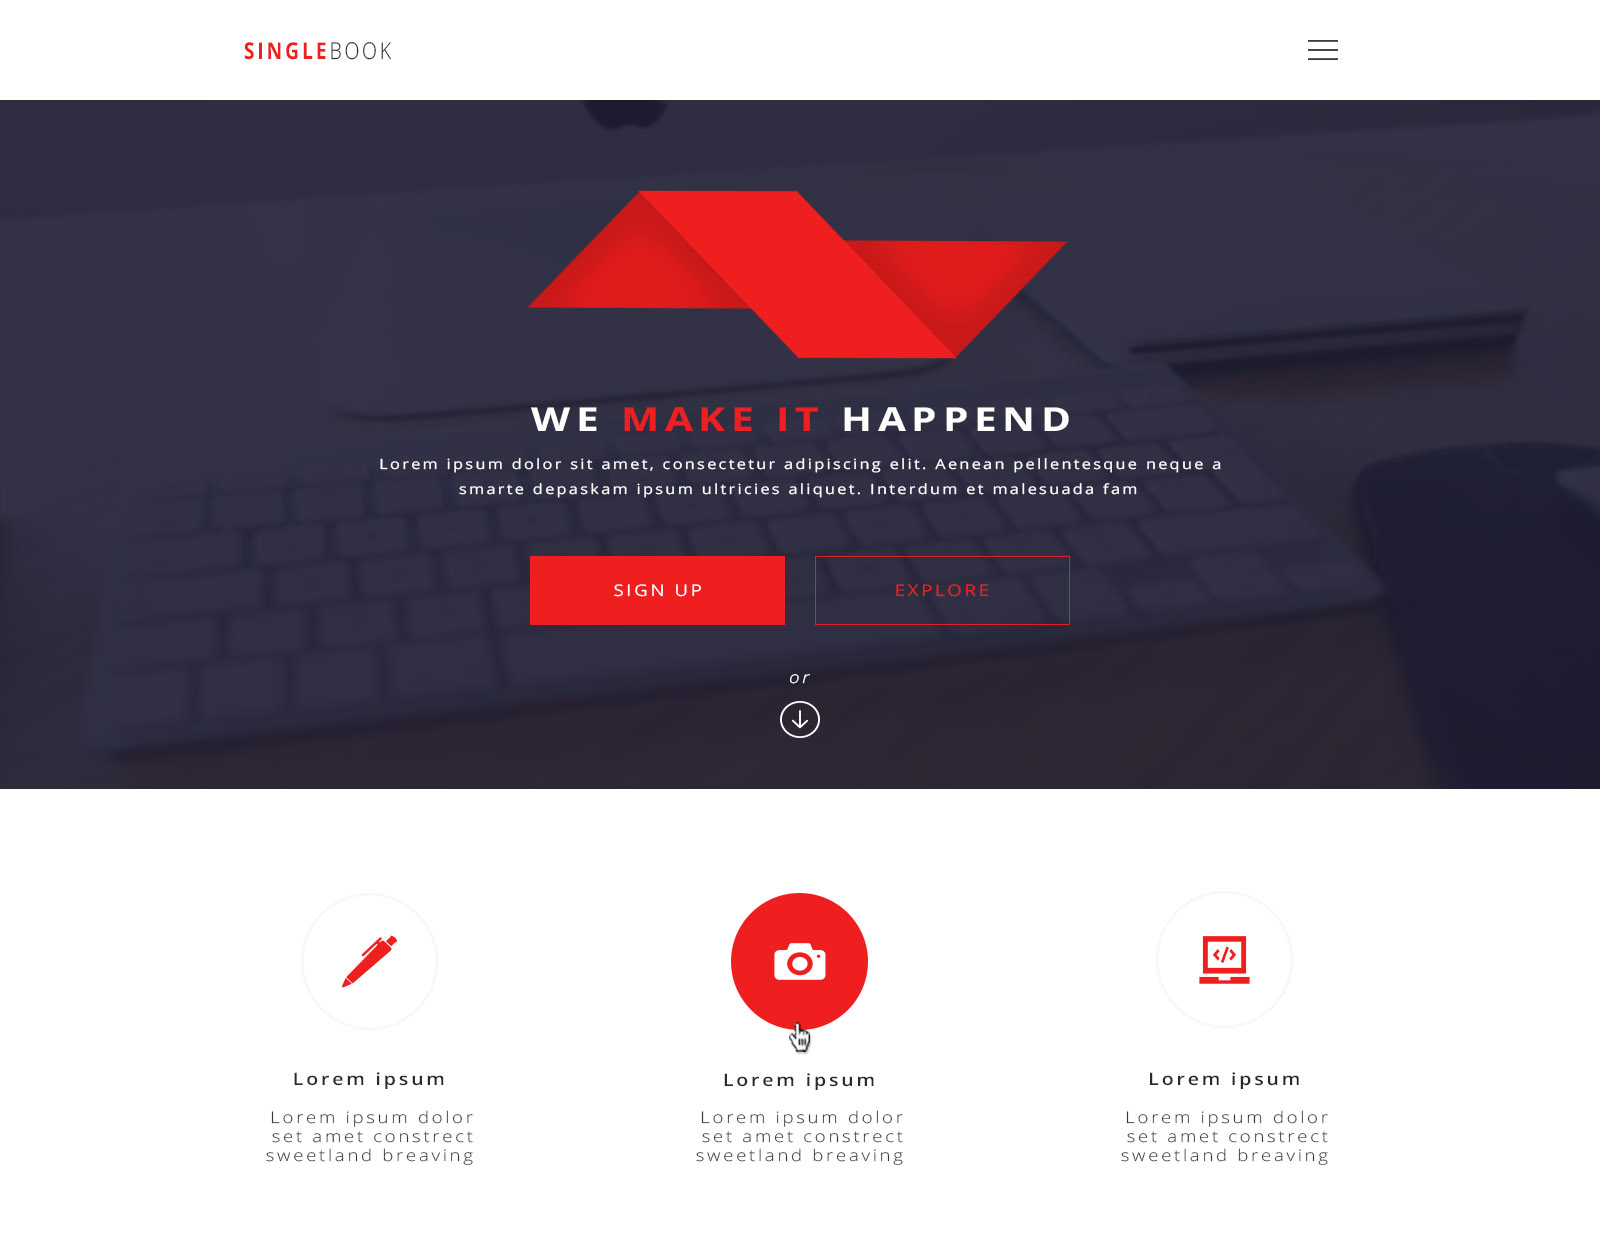 SINGLEBOOK
WE MAKE IT HAPPEND
Lorem ipsum dolor sit amet, consectetur adipiscing elit. Aenean pellentesque neque a
smarte depaskam ipsum ultricies aliquet. Interdum et malesuada fam
SIGN UP
EXPLORE
or
Lorem ipsum
Lorem ipsum dolor
set amet constrect
sweetland breaving
Lorem ipsum
Lorem ipsum dolor
set amet constrect
sweetland breaving
Lorem ipsum
Lorem ipsum dolor
set amet constrect
sweetland breaving